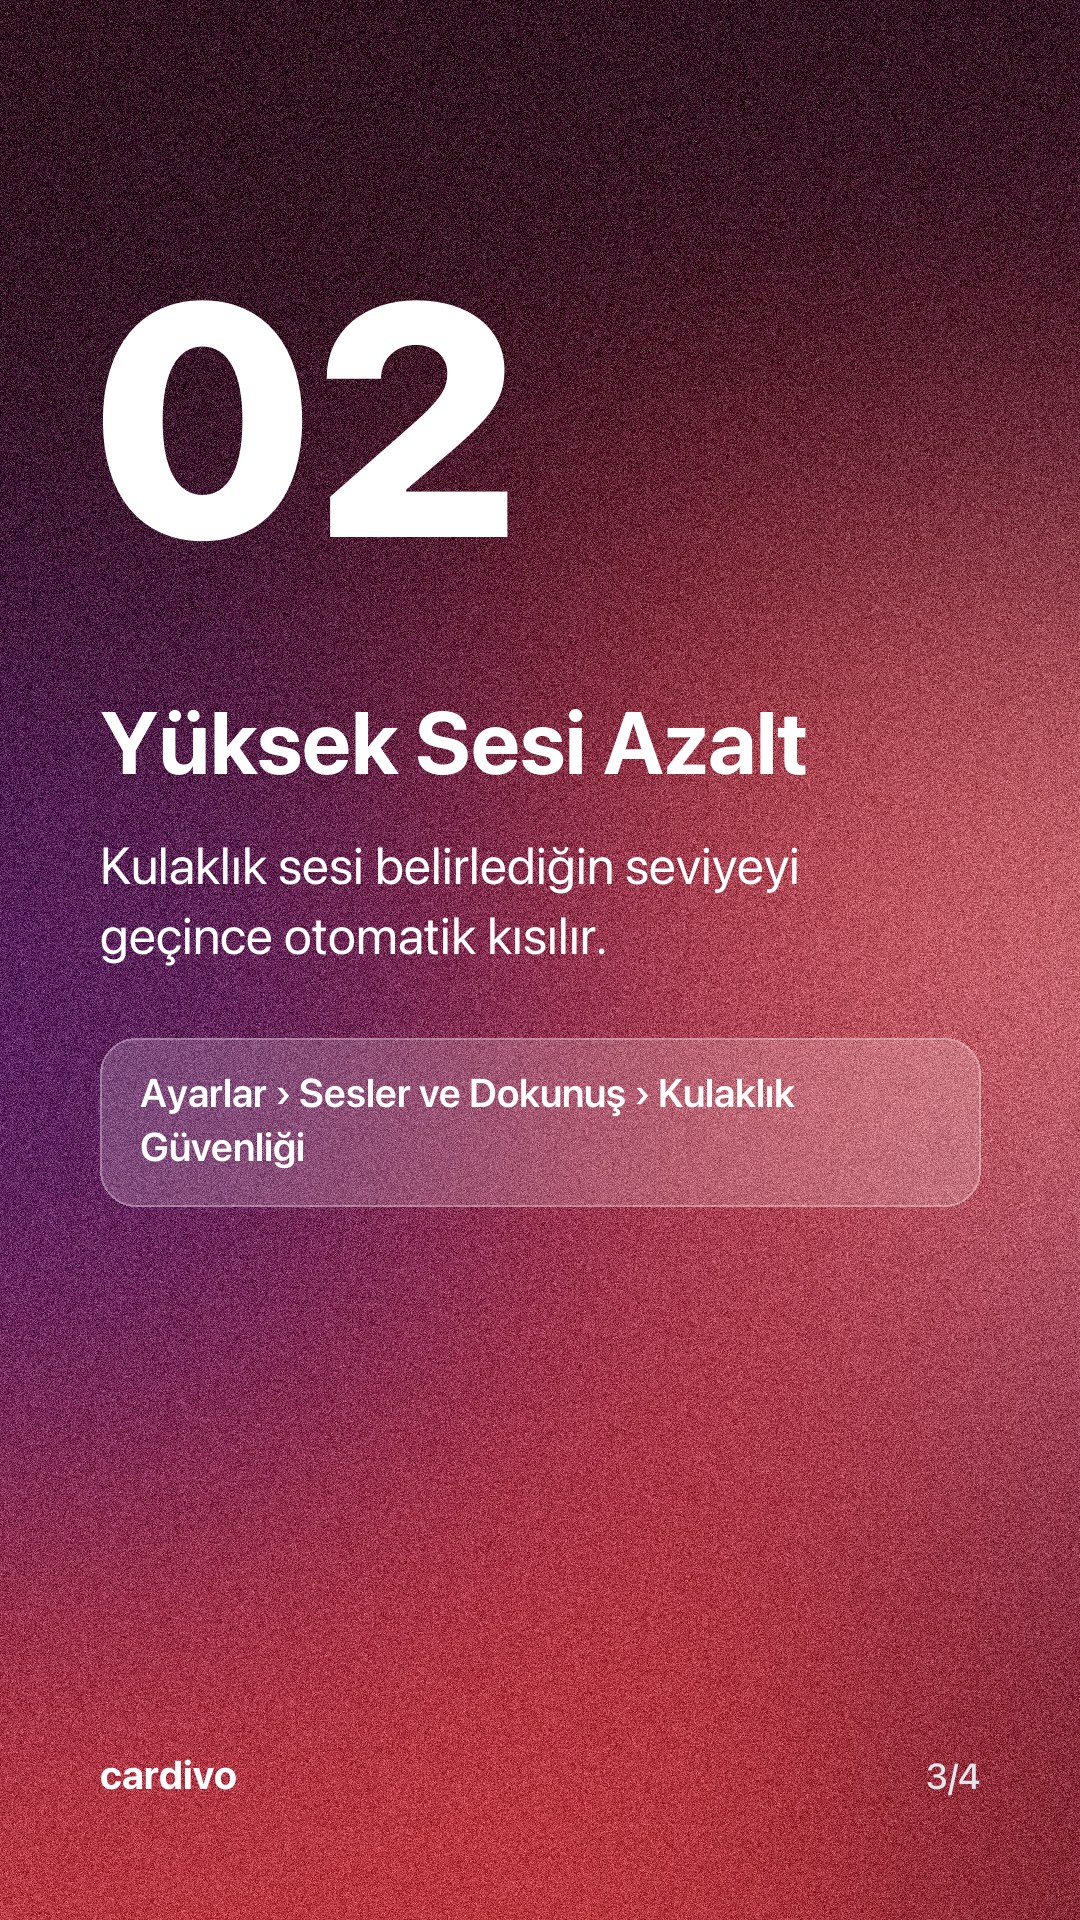 02
Yüksek Sesi Azalt
Kulaklık sesi belirlediğin seviyeyi
geçince otomatik kısılır.
Ayarlar › Sesler ve Dokunuş › Kulaklık
Güvenliği
cardivo
3/4